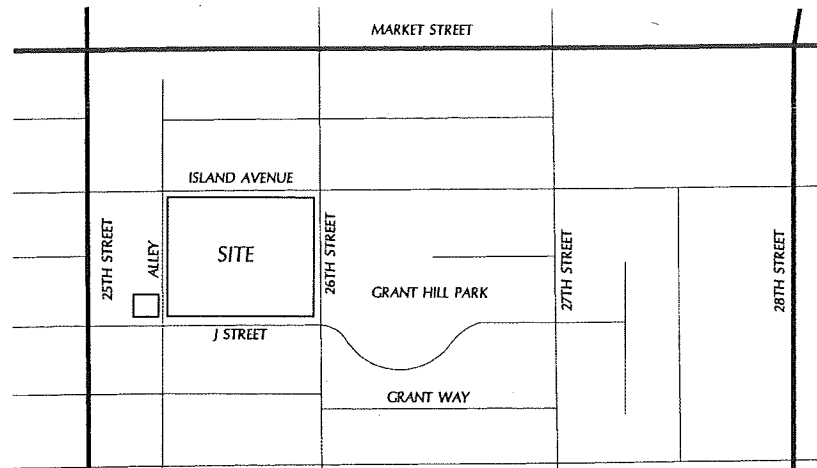 MARKET STREET
ISLAND AVENUE
25TH STREET
ALLEY
SITE
26TH STREET
GRANT HILL PARK
27TH STREET
28TH STREET
J STREET
GRANT WAY